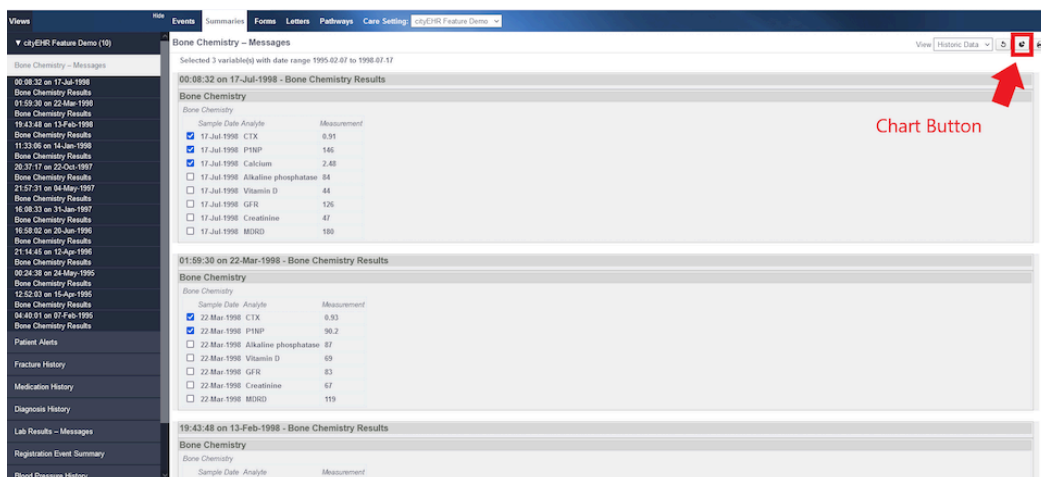 Views
Hide
Events Summaries Forms Letters Pathways Care Setting: cityEHR Feature Demo
▼ cityEHR Feature Demo (10)
Bone Chemistry – Messages
00:08:32 on 17-Jul-1998
Bone Chemistry Results
01:59:30 on 22-Mar-1998
Bone Chemistry Results
19:43:48 on 13-Feb-1998
Bone Chemistry Results
11:33:06 on 14-Jan-1998
Bone Chemistry Results
20:37:17 on 22-Oct-1997
Bone Chemistry Results
21:57:31 on 04-May-1997
Bone Chemistry Results
16:08:33 on 31-Jan-1997
Bone Chemistry Results
16:58:02 on 20-Jun-1996
Bone Chemistry Results
21:14:45 on 12-Apr-1996
Bone Chemistry Results
00:24:38 on 24-May-1995
Bone Chemistry Results
12:52:03 on 15-Apr-1995
Bone Chemistry Results
04:40:01 on 07-Feb-1995
Bone Chemistry Results
Patient Alerts
Fracture History
Medication History
Diagnosis History
Lab Results – Messages
Registration Event Summary
Blood Pressure History
Bone Chemistry – Messages
View Historic Data
Selected 3 variable(s) with date range 1995-02-07 to 1998-07-17
00:08:32 on 17-Jul-1998 - Bone Chemistry Results
Bone Chemistry
Bone Chemistry
Sample Date Analyte Measurement
17-Jul-1998 CTX 0.91
17-Jul-1998 P1NP 146
17-Jul-1998 Calcium 2.48
17-Jul-1998 Alkaline phosphatase 84
17-Jul-1998 Vitamin D 44
17-Jul-1998 GFR 126
17-Jul-1998 Creatinine 47
17-Jul-1998 MDRD 180
01:59:30 on 22-Mar-1998 - Bone Chemistry Results
Bone Chemistry
Bone Chemistry
Sample Date Analyte Measurement
22-Mar-1998 CTX 0.93
22-Mar-1998 P1NP 90.2
22-Mar-1998 Alkaline phosphatase 87
22-Mar-1998 Vitamin D 69
22-Mar-1998 GFR 83
22-Mar-1998 Creatinine 67
22-Mar-1998 MDRD 119
19:43:48 on 13-Feb-1998 - Bone Chemistry Results
Bone Chemistry
Bone Chemistry
Sample Date Analyte Measurement
Chart Button